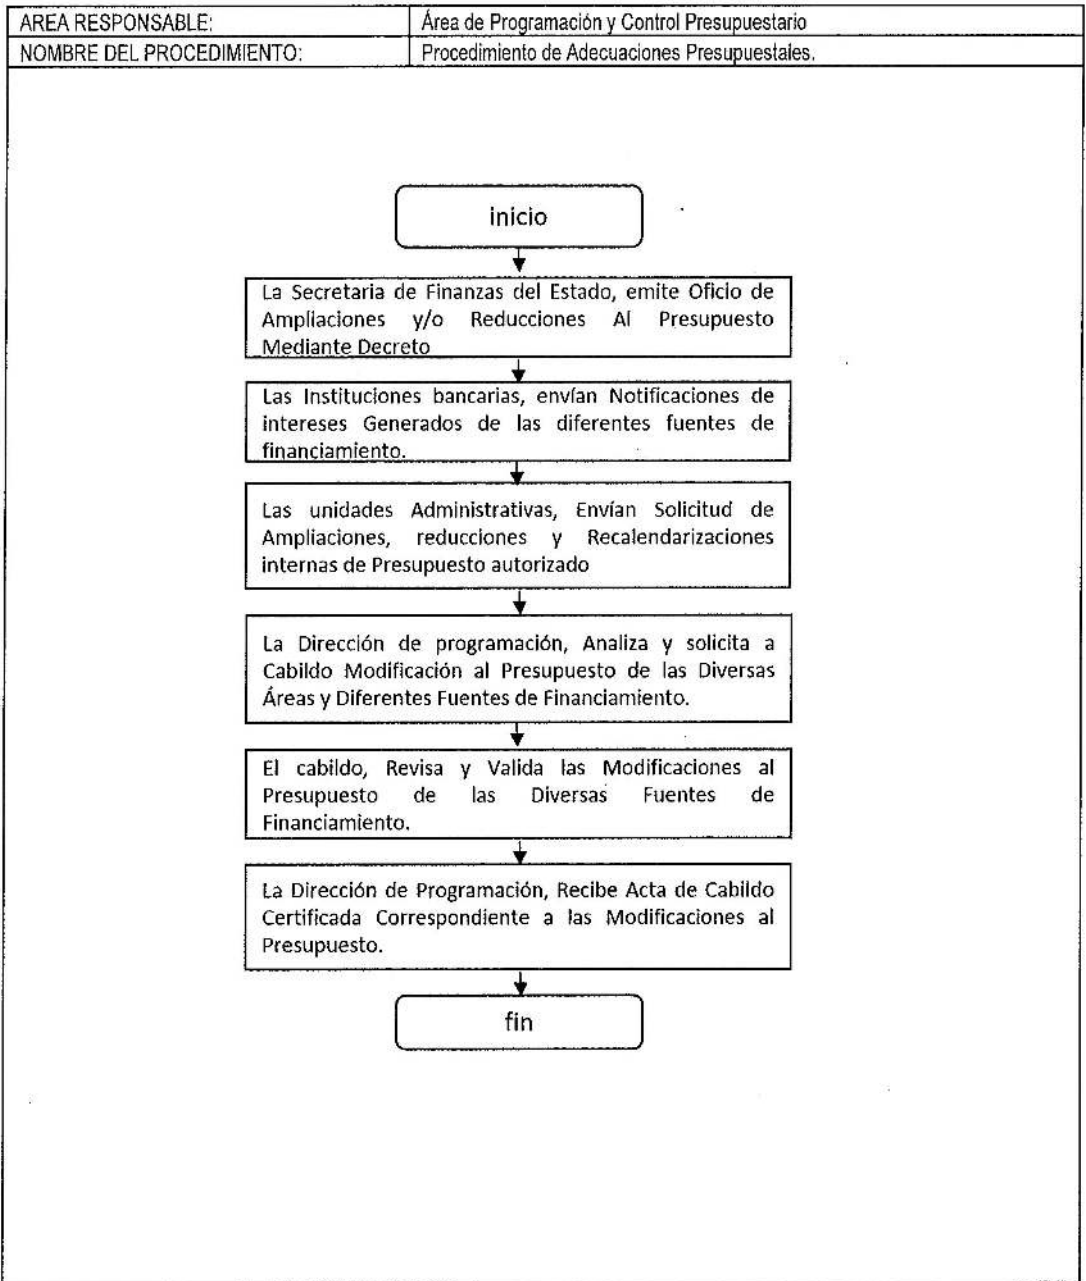 AREA RESPONSABLE: Área de Programación y Control Presupuestario
NOMBRE DEL PROCEDIMIENTO: Procedimiento de Adecuaciones Presupuestales.
inicio
La Secretaria de Finanzas del Estado, emite Oficio de
Ampliaciones y/o Reducciones Al Presupuesto
Mediante Decreto
Las Instituciones bancarias, envían Notificaciones de
intereses Generados de las diferentes fuentes de
financiamiento.
Las unidades Administrativas, Envían Solicitud de
Ampliaciones, reducciones y Recalendarizaciones
internas de Presupuesto autorizado
La Dirección de programación, Analiza y solicita a
Cabildo Modificación al Presupuesto de las Diversas
Áreas y Diferentes Fuentes de Financiamiento.
El cabildo, Revisa y Valida las Modificaciones al
Presupuesto de las Diversas Fuentes de
Financiamiento.
La Dirección de Programación, Recibe Acta de Cabildo
Certificada Correspondiente a las Modificaciones al
Presupuesto.
fin